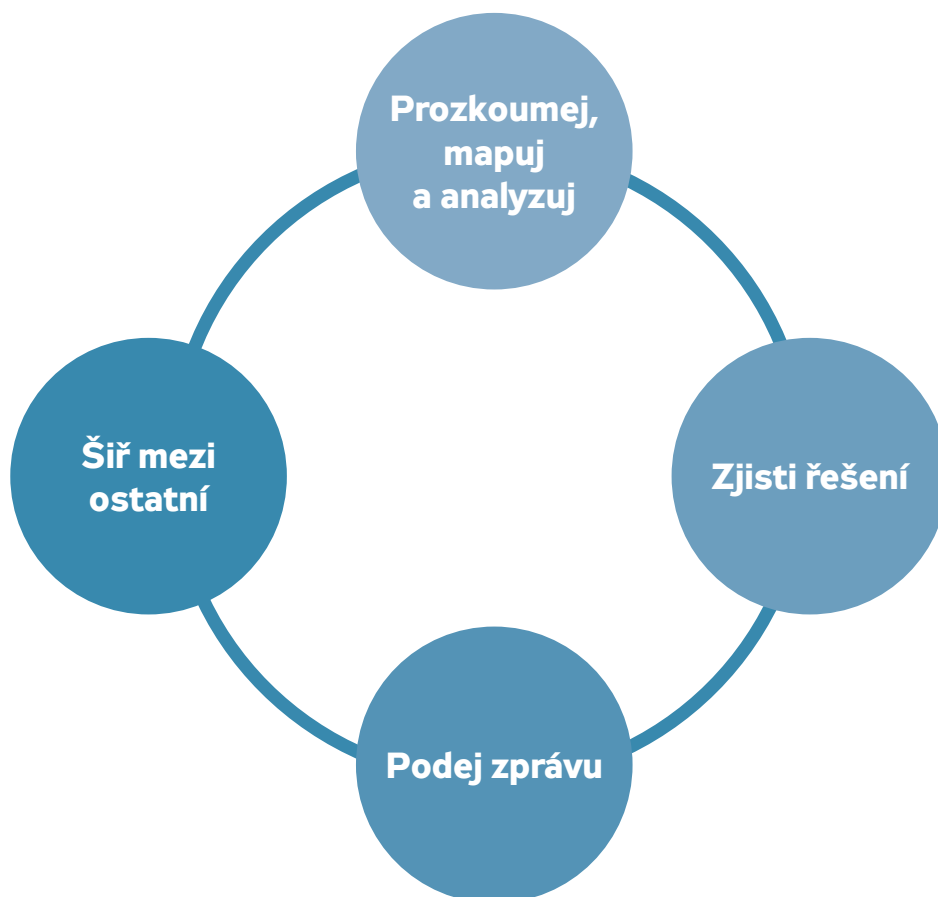 Prozkoumej,
mapuj
a analyzuj
Zjisti řešení
Podej zprávu
Šiř mezi
ostatní